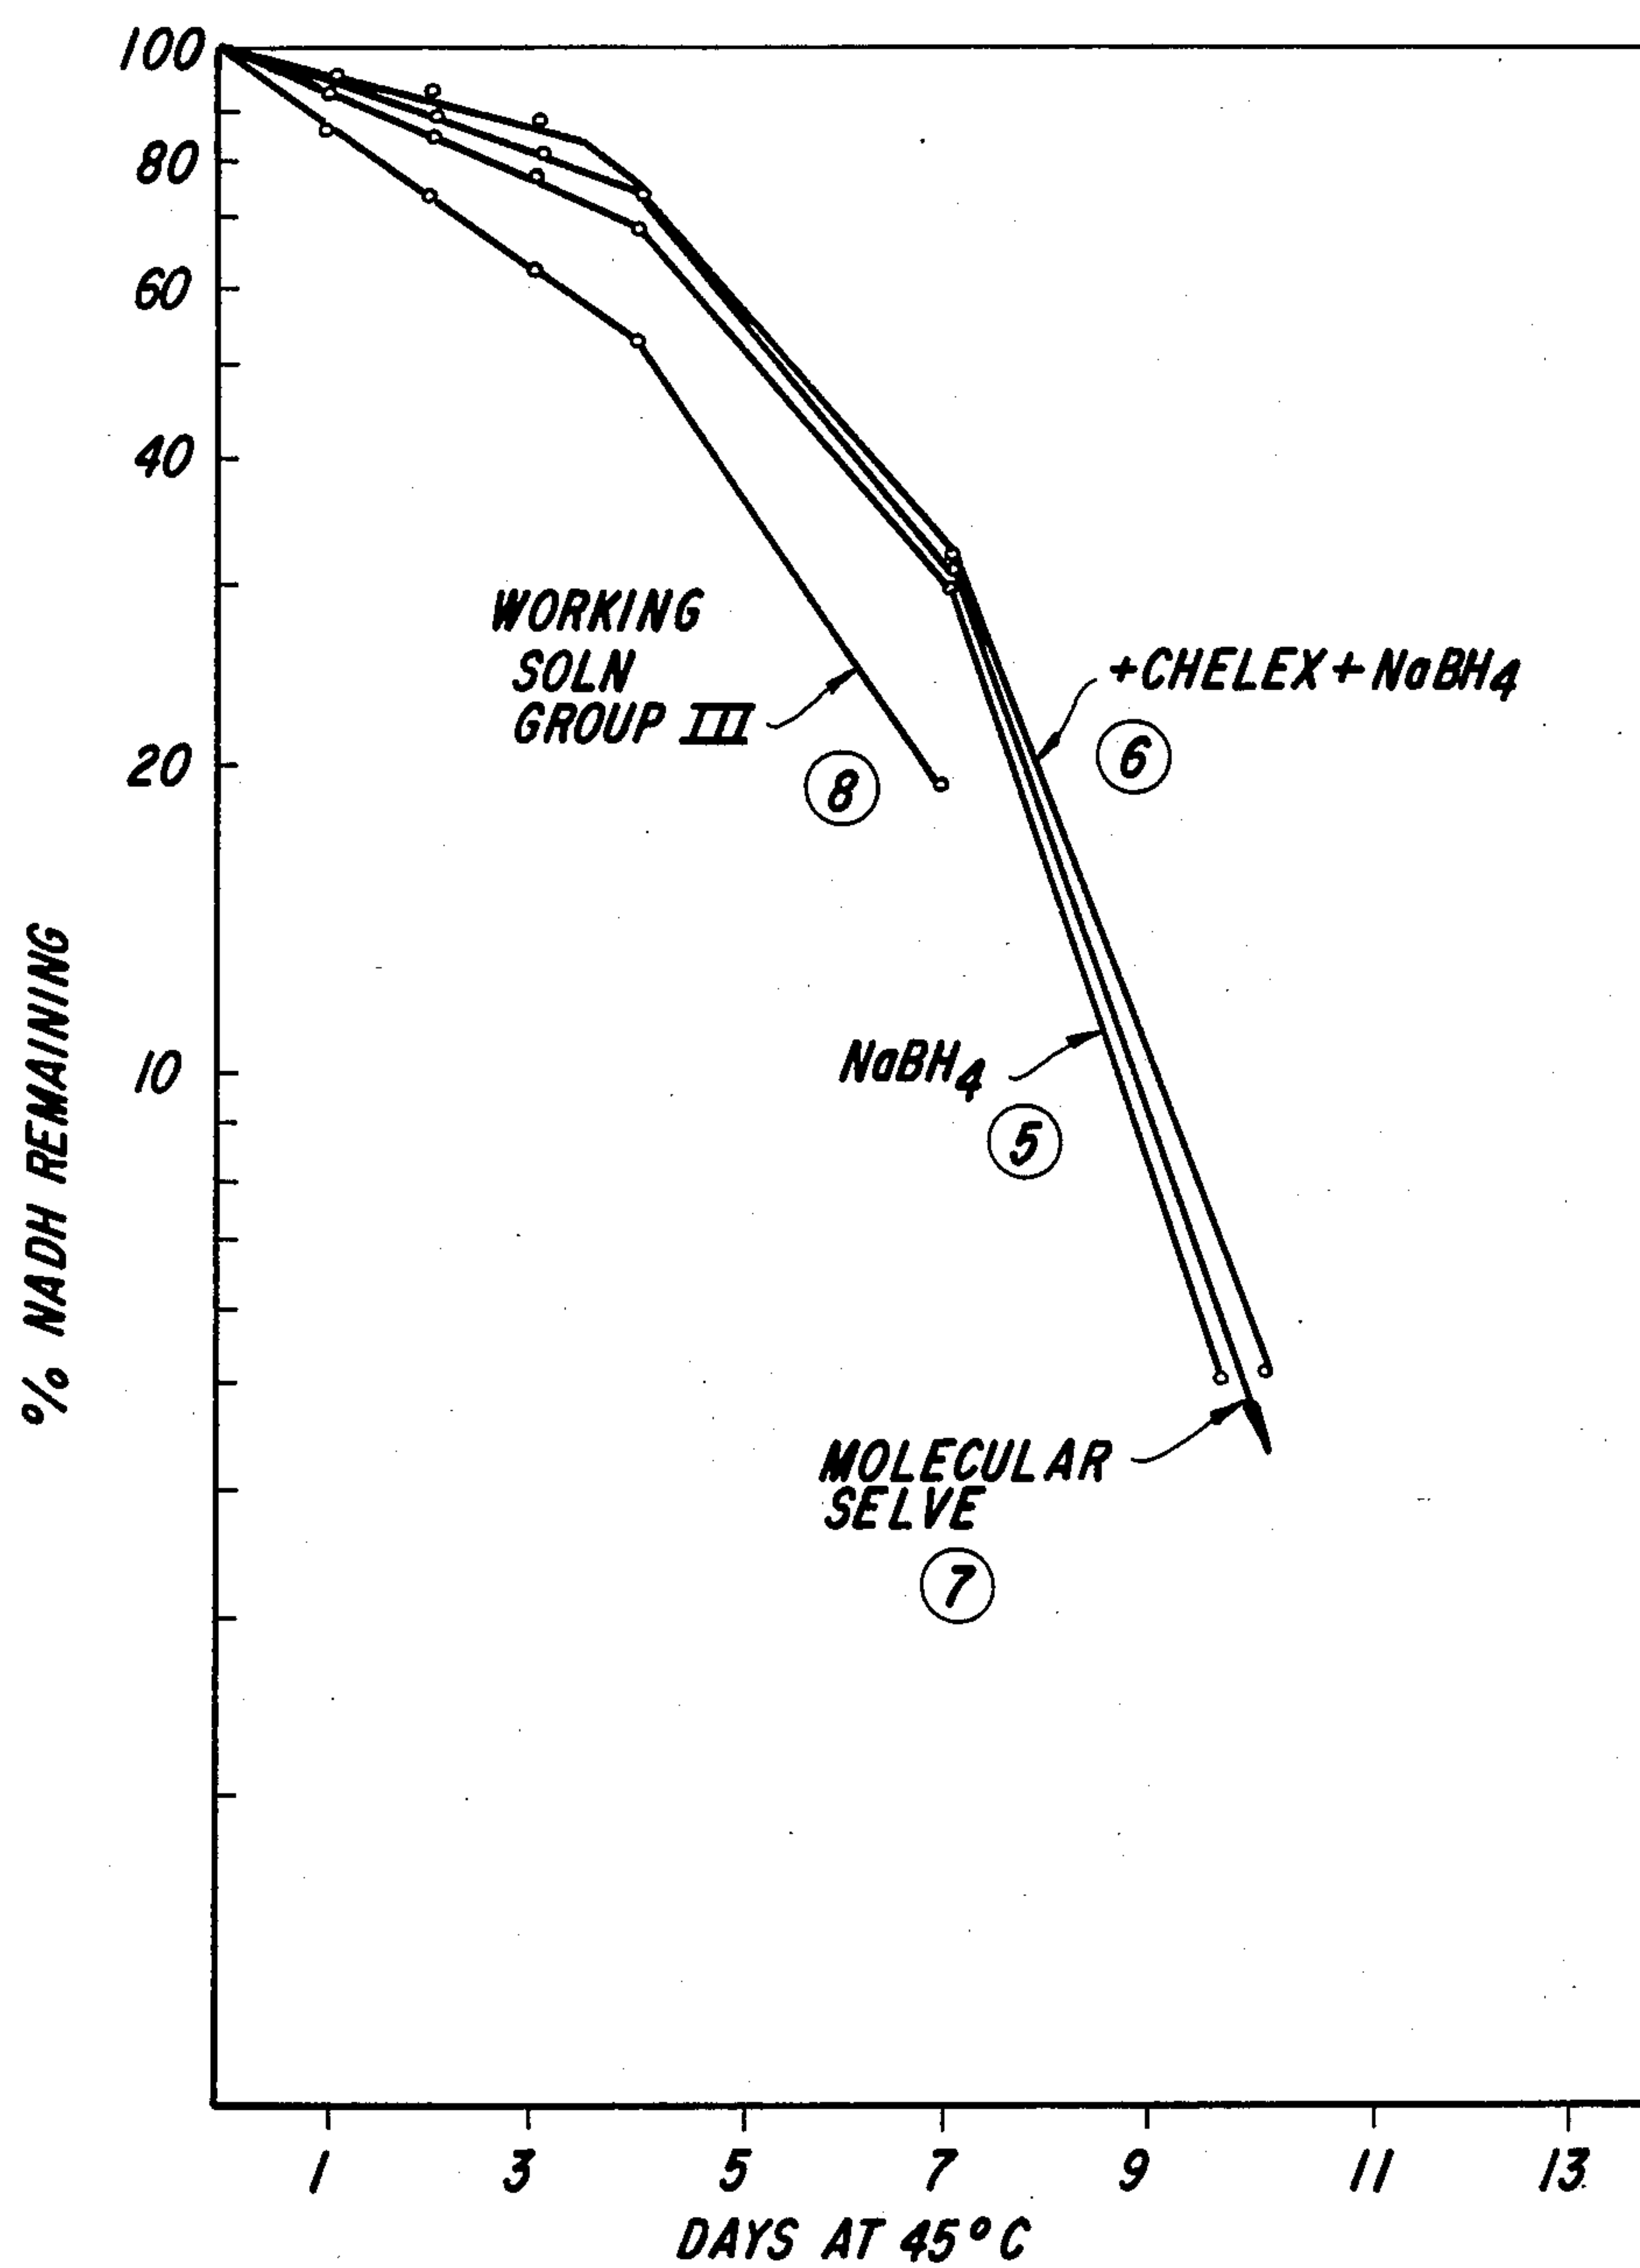 100
80
60
40
20
10
% NADH REMAINING
WORKING
SOLN
GROUP III
8
+CHELEX+NaBH4
6
NaBH4
5
MOLECULAR
SELVE
7
1 3 5 7 9 11 13
DAYS AT 45°C